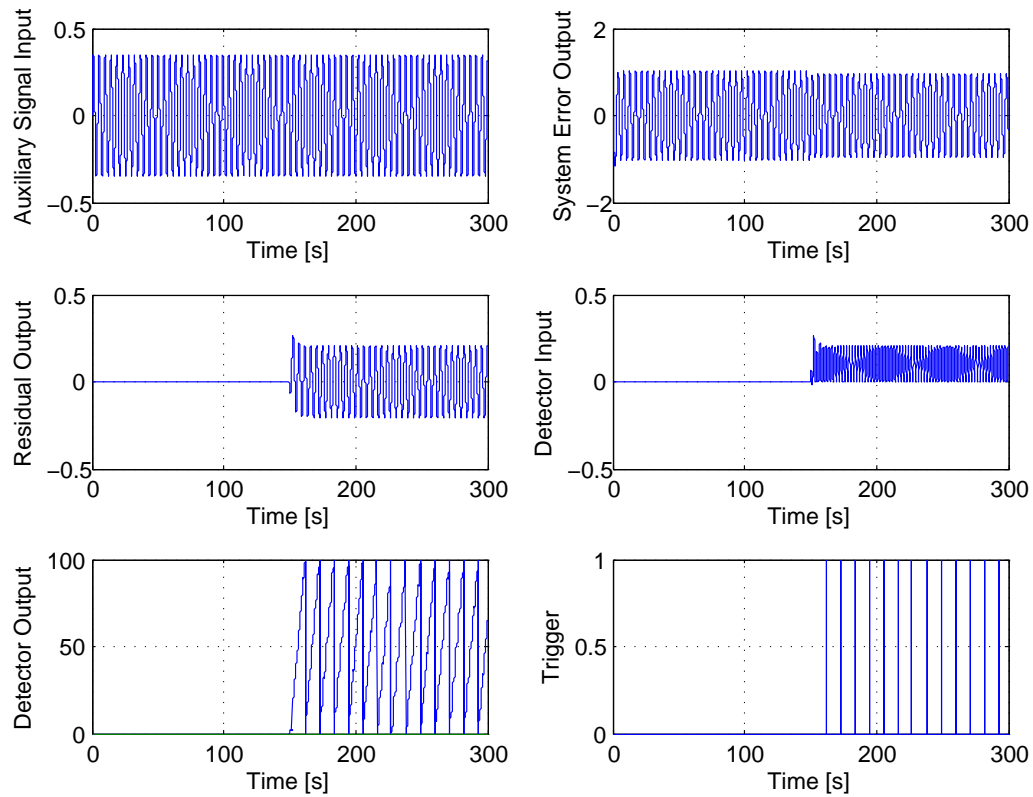 Auxiliary Signal Input
0.5
0
−0.5
0 100 200 300
Time [s]
System Error Output
2
0
−2
0 100 200 300
Time [s]
Residual Output
0.5
0
−0.5
0 100 200 300
Time [s]
Detector Input
0.5
0
−0.5
0 100 200 300
Time [s]
Detector Output
100
50
0
0 100 200 300
Time [s]
Trigger
1
0.5
0
0 100 200 300
Time [s]